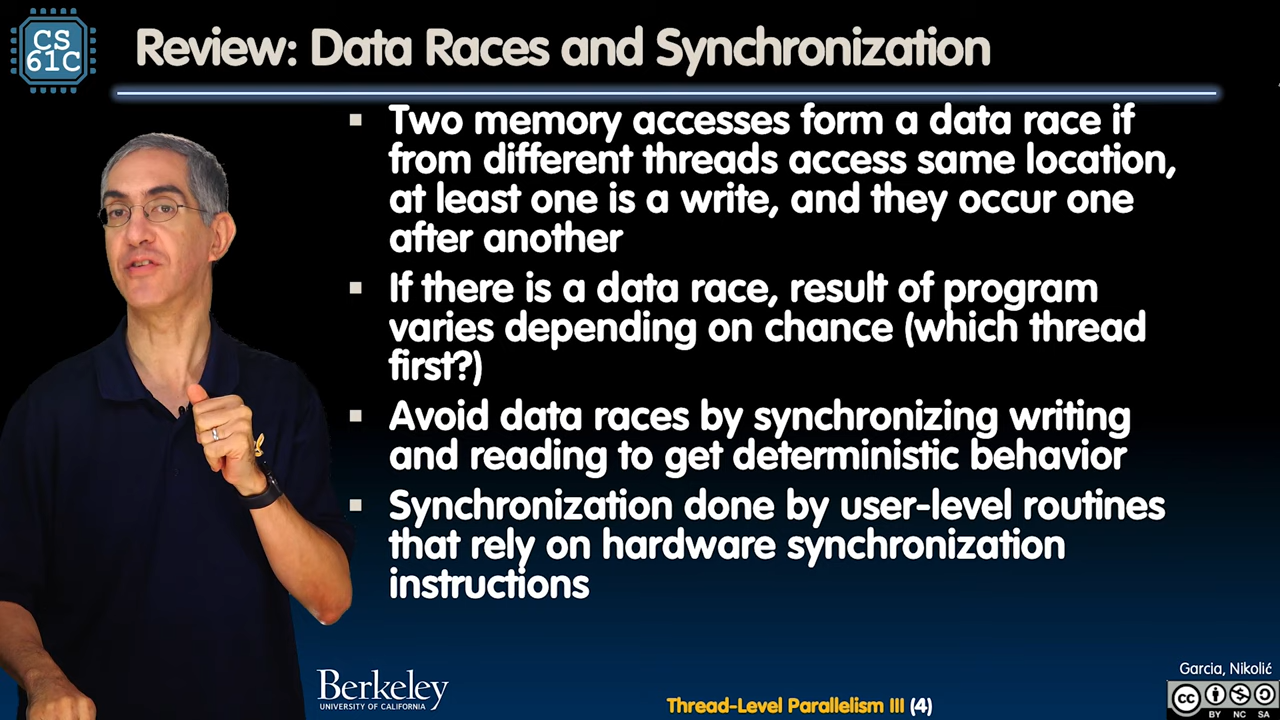 CS
61C
Review: Data Races and Synchronization
▪ Two memory accesses form a data race if
from different threads access same location,
at least one is a write, and they occur one
after another
▪ If there is a data race, result of program
varies depending on chance (which thread
first?)
▪ Avoid data races by synchronizing writing
and reading to get deterministic behavior
▪ Synchronization done by user-level routines
that rely on hardware synchronization
instructions
Berkeley
UNIVERSITY OF CALIFORNIA
Thread-Level Parallelism III (4)
Garcia, Nikolić
cc
BY NC SA